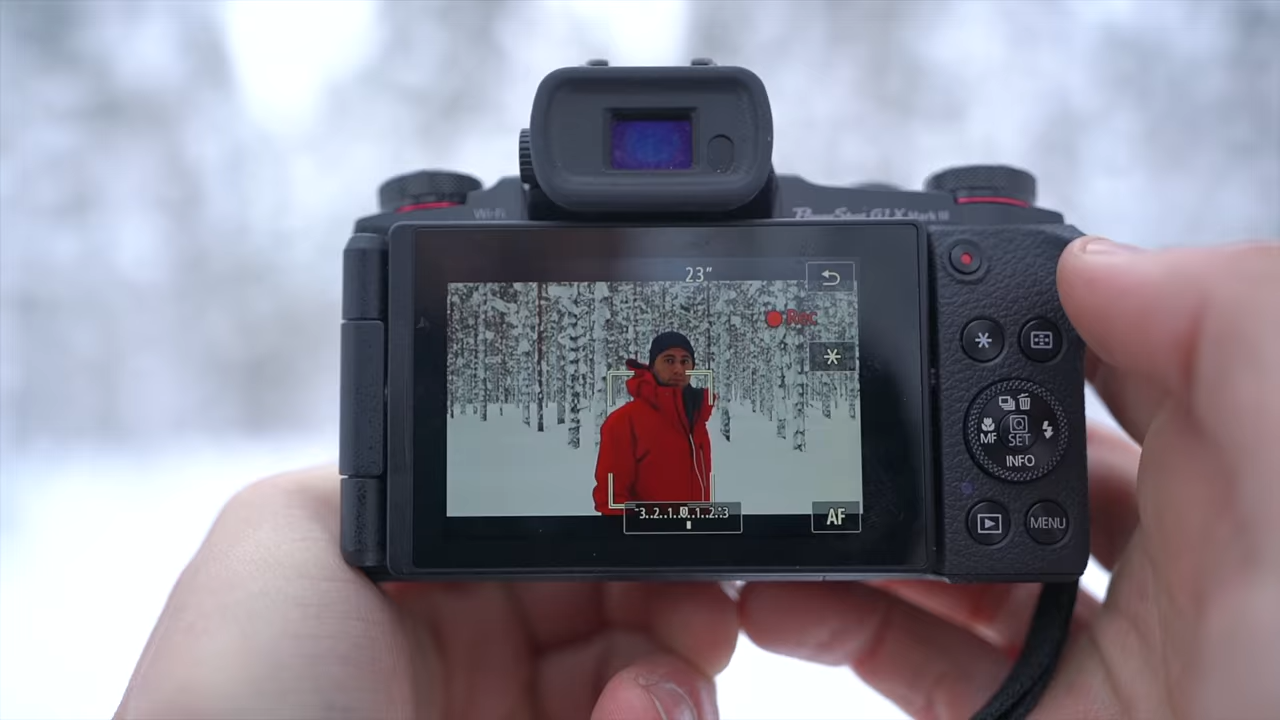 Wi-Fi
PowerShot G1 X Mark III
23"
Rec
-3..2..1..0..1..2.:3
AF
MF
SET
INFO
MENU